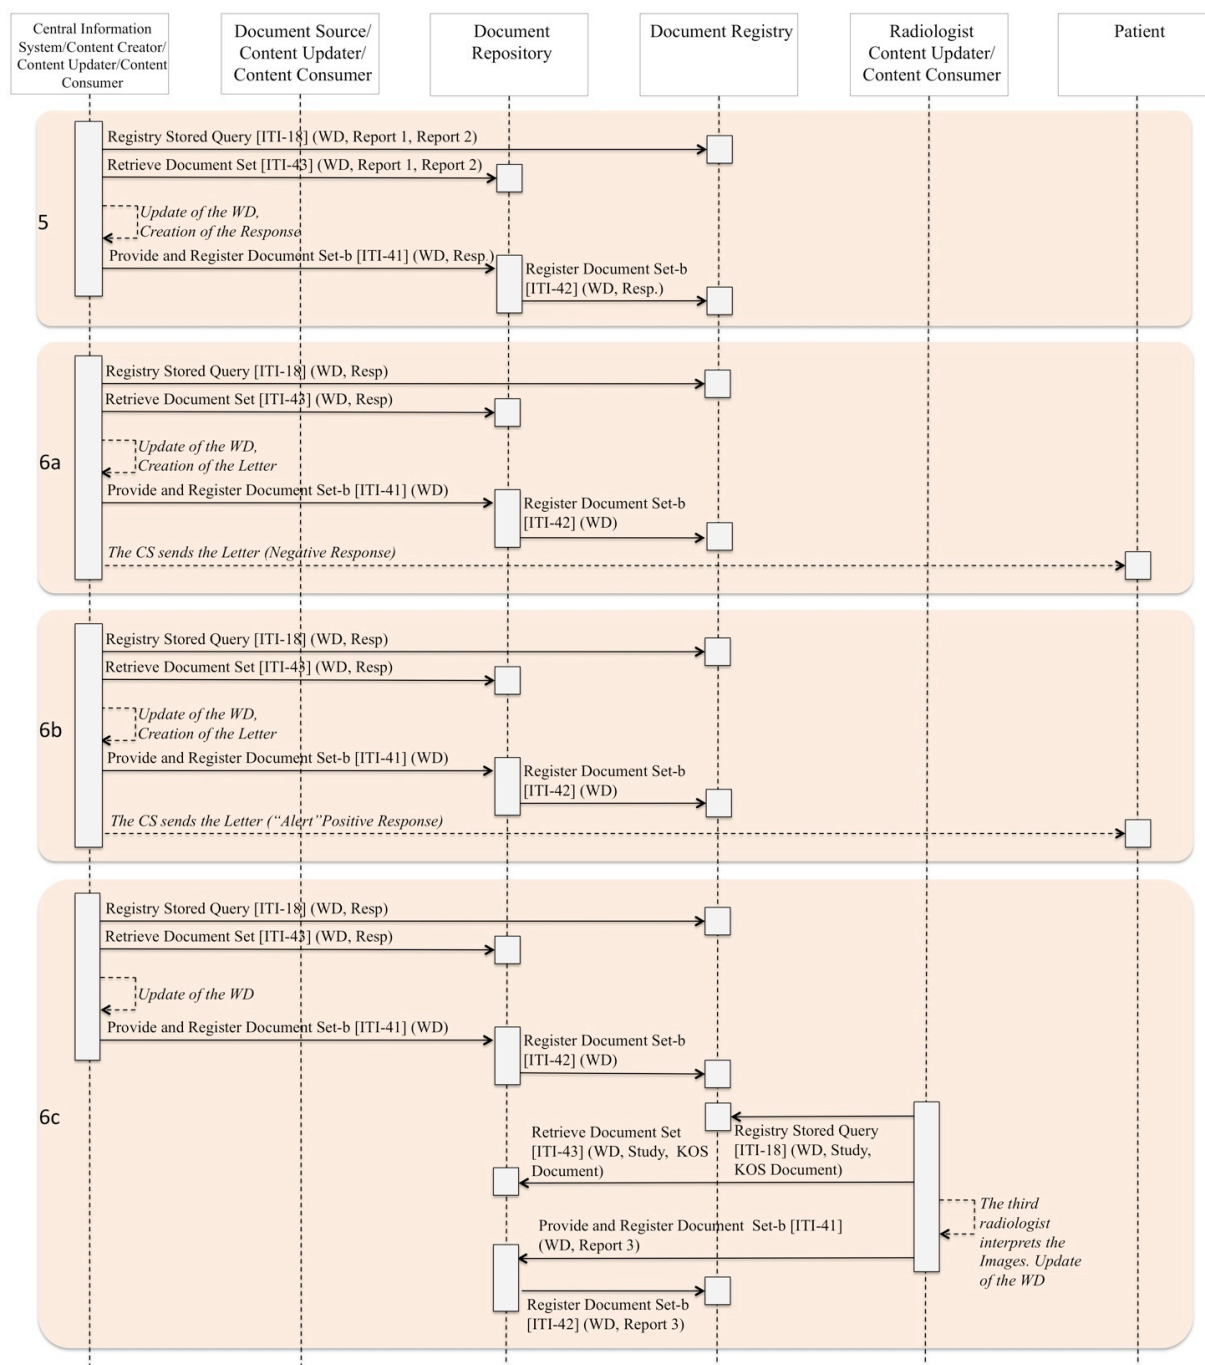 Central Information
System/Content Creator/
Content Updater/Content
Consumer
Document Source/
Content Updater/
Content Consumer
Document
Repository
Document Registry
Radiologist
Content Updater/
Content Consumer
Patient
5
Registry Stored Query [ITI-18] (WD, Report 1, Report 2)
Retrieve Document Set [ITI-43] (WD, Report 1, Report 2)
Update of the WD,
Creation of the Response
Provide and Register Document Set-b [ITI-41] (WD, Resp.)
Register Document Set-b
[ITI-42] (WD, Resp.)
6a
Registry Stored Query [ITI-18] (WD, Resp)
Retrieve Document Set [ITI-43] (WD, Resp)
Update of the WD,
Creation of the Letter
Provide and Register Document Set-b [ITI-41] (WD)
Register Document Set-b
[ITI-42] (WD)
The CS sends the Letter (Negative Response)
6b
Registry Stored Query [ITI-18] (WD, Resp)
Retrieve Document Set [ITI-43] (WD, Resp)
Update of the WD,
Creation of the Letter
Provide and Register Document Set-b [ITI-41] (WD)
Register Document Set-b
[ITI-42] (WD)
The CS sends the Letter (“Alert”Positive Response)
6c
Registry Stored Query [ITI-18] (WD, Resp)
Retrieve Document Set [ITI-43] (WD, Resp)
Update of the WD
Provide and Register Document Set-b [ITI-41] (WD)
Register Document Set-b
[ITI-42] (WD)
Registry Stored Query
[ITI-18] (WD, Study,
KOS Document)
Retrieve Document Set
[ITI-43] (WD, Study, KOS
Document)
The third
radiologist
interprets the
Images. Update
of the WD
Provide and Register Document Set-b [ITI-41]
(WD, Report 3)
Register Document Set-b
[ITI-42] (WD, Report 3)